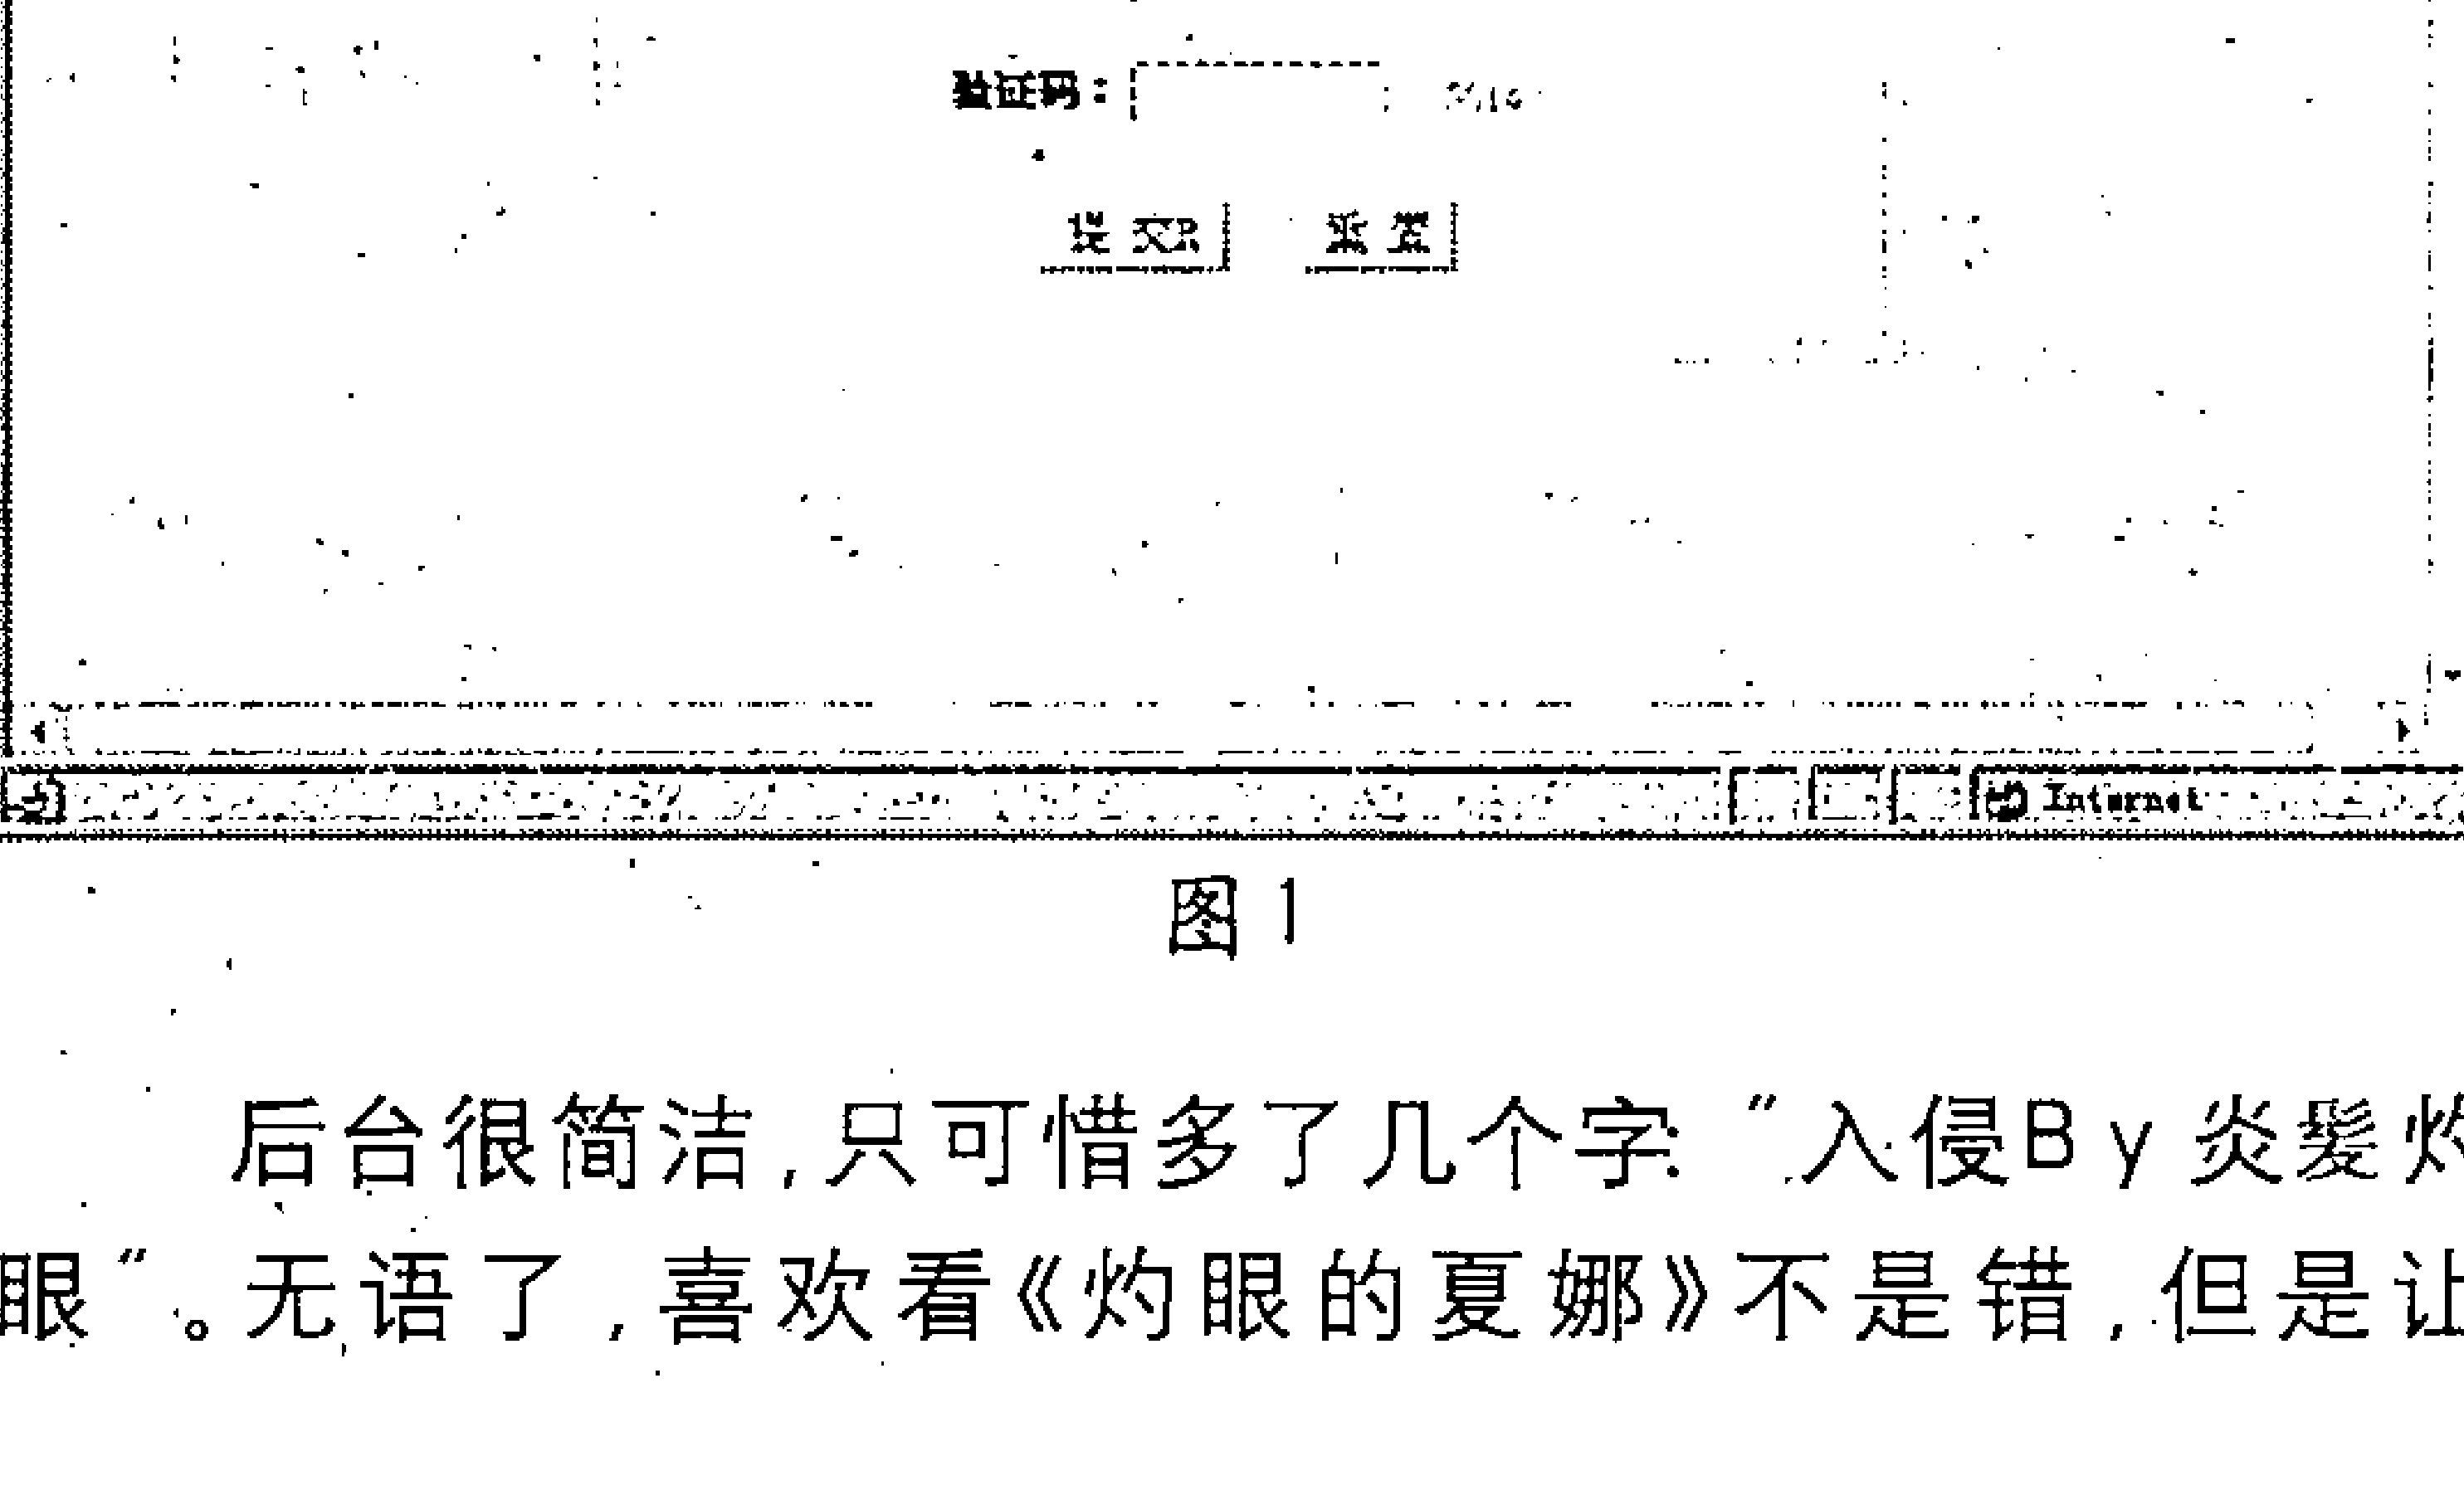 验证码：
Internet
图1
后台很简洁,只可惜多了几个字:"入侵By炎髪灼
眼"。无语了,喜欢看《灼眼的夏娜》不是错,但是让